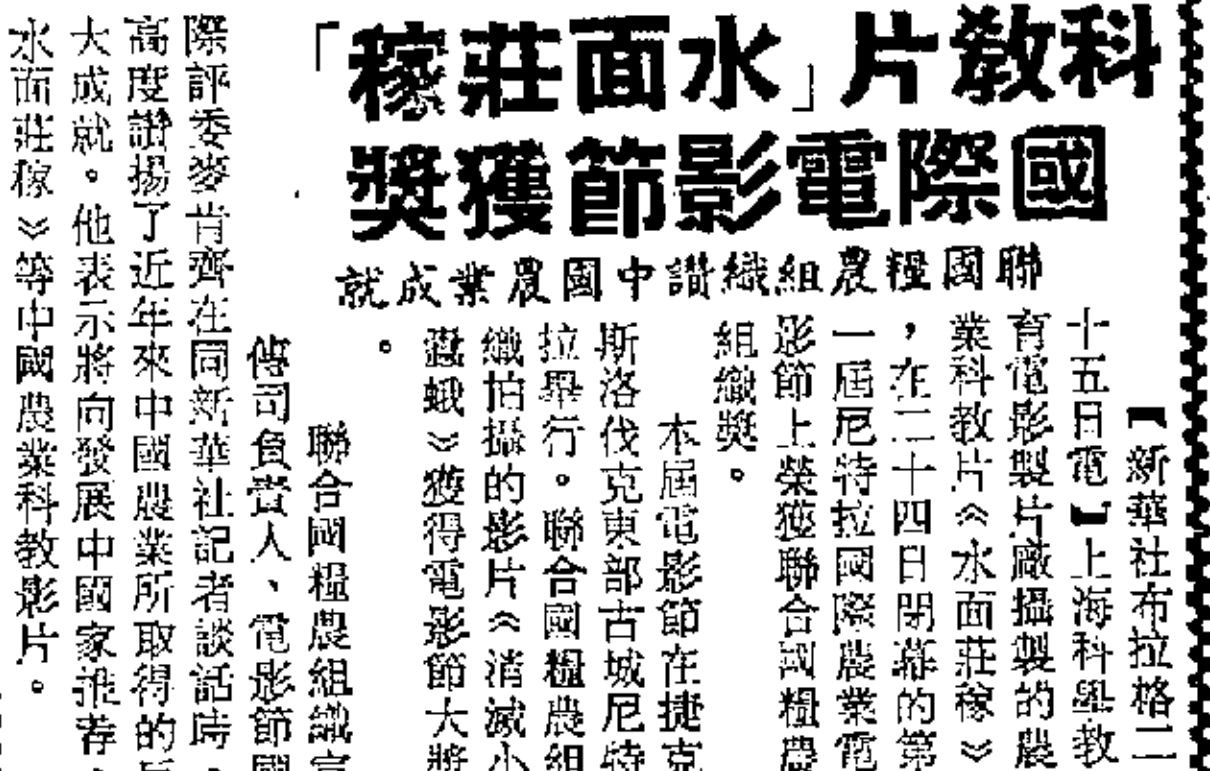 科教片「水面莊稼」
國際電影節獲獎
聯國糧農組織讚中國農業成就
【新華社布拉格二
十五日電】上海科學教
育電影製片廠攝製的農
業科教片《水面莊稼》
，在二十四日閉幕的第
一屆尼特拉國際農業電
影節上榮獲聯合國糧農
組織獎。
本屆電影節在捷克
斯洛伐克東部古城尼特
拉舉行。聯合國糧農組
織拍攝的影片《消滅小
蠹蛾》獲得電影節大獎
。
聯合國糧農組織宣
傳司負責人、電影節國
際評委麥肯齊在同新華社記者談話時，
高度讚揚了近年來中國農業所取得的
大成就。他表示將向發展中國家推荐
水面莊稼》等中國農業科教影片。